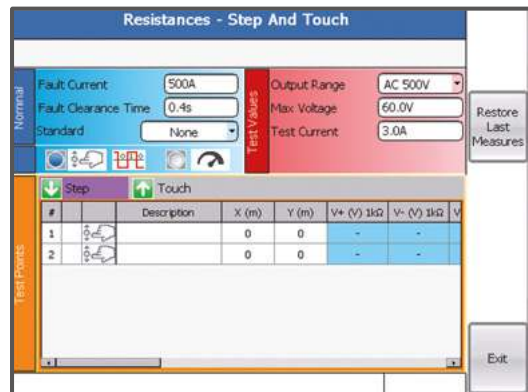 Resistances - Step And Touch
Nominal
Fault Current 500A
Fault Clearance Time 0.4s
Standard None
Test Values
Output Range AC 500V
Max Voltage 60.0V
Test Current 3.0A
Restore
Last
Measures
Step Touch
Test Points
# Description X (m) Y (m) V+ (V) 1kΩ V- (V) 1kΩ V
1 0 0 - -
2 0 0 - -
Exit